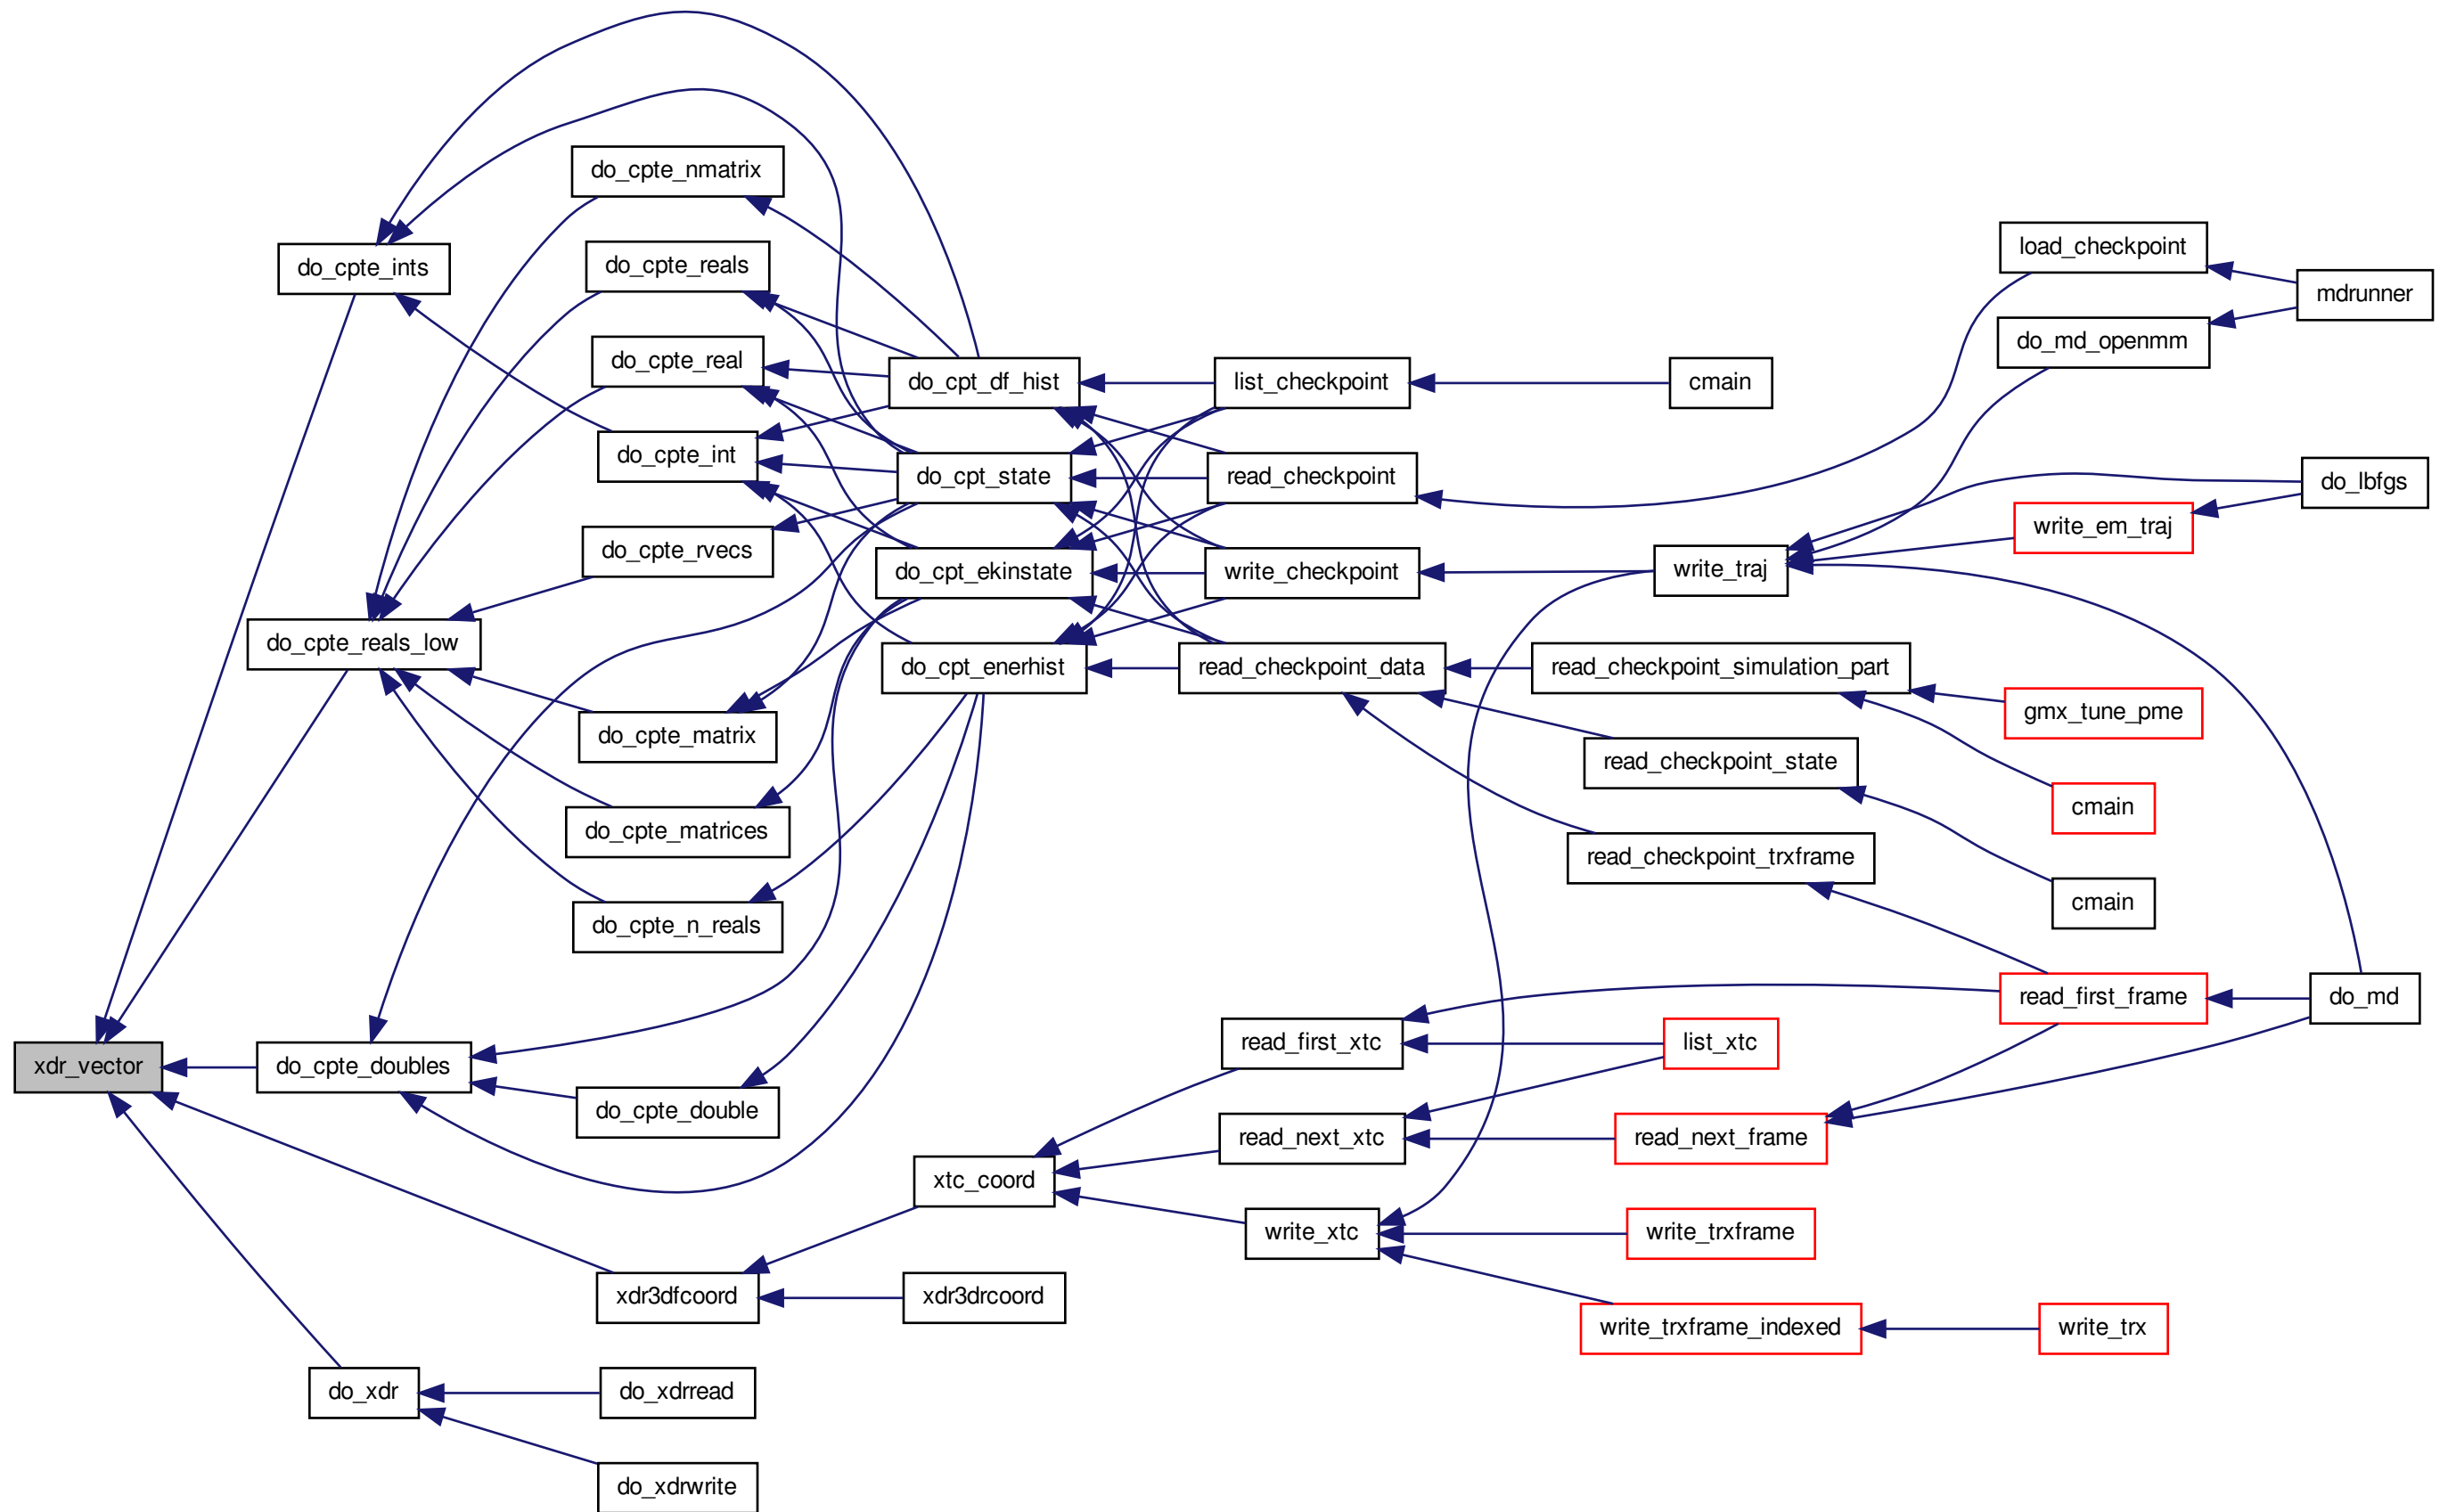 xdr_vector
do_cpte_ints
do_cpte_reals_low
do_cpte_doubles
do_xdr
do_cpte_nmatrix
do_cpte_reals
do_cpte_real
do_cpte_int
do_cpte_rvecs
do_cpte_matrix
do_cpte_matrices
do_cpte_n_reals
do_cpte_double
xdr3dfcoord
do_xdrread
do_xdrwrite
do_cpt_df_hist
do_cpt_state
do_cpt_ekinstate
do_cpt_enerhist
xtc_coord
xdr3drcoord
list_checkpoint
read_checkpoint
write_checkpoint
read_checkpoint_data
read_first_xtc
read_next_xtc
write_xtc
cmain
write_traj
read_checkpoint_simulation_part
read_checkpoint_state
read_checkpoint_trxframe
list_xtc
read_next_frame
write_trxframe
write_trxframe_indexed
load_checkpoint
do_md_openmm
write_em_traj
gmx_tune_pme
cmain
cmain
read_first_frame
write_trx
mdrunner
do_lbfgs
do_md